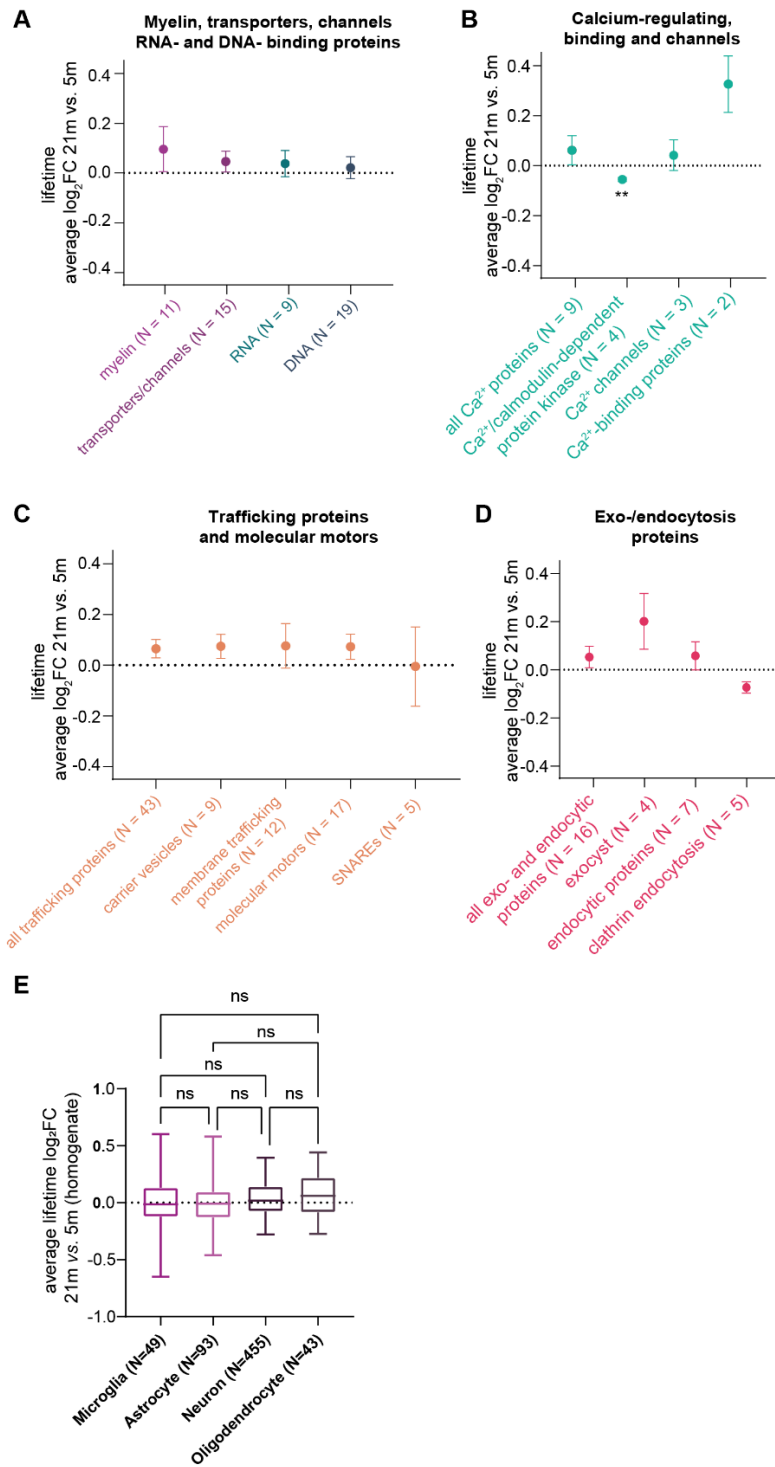 A
Myelin, transporters, channels
RNA- and DNA- binding proteins
lifetime
average log₂FC 21m vs. 5m
0.4
0.2
0.0
-0.2
-0.4
myelin (N = 11)
transporters/channels (N = 15)
RNA (N = 9)
DNA (N = 19)
B
Calcium-regulating,
binding and channels
lifetime
average log₂FC 21m vs. 5m
0.4
0.2
0.0
-0.2
-0.4
**
all Ca²⁺ proteins (N = 9)
Ca²⁺/calmodulin-dependent
protein kinase (N = 4)
Ca²⁺ channels (N = 3)
Ca²⁺-binding proteins (N = 2)
C
Trafficking proteins
and molecular motors
lifetime
average log₂FC 21m vs. 5m
0.4
0.2
0.0
-0.2
-0.4
all trafficking proteins (N = 43)
carrier vesicles (N = 9)
membrane trafficking
proteins (N = 12)
molecular motors (N = 17)
SNAREs (N = 5)
D
Exo-/endocytosis
proteins
lifetime
average log₂FC 21m vs. 5m
0.4
0.2
0.0
-0.2
-0.4
all exo- and endocytic
proteins (N = 16)
exocyst (N = 4)
endocytic proteins (N = 7)
clathrin endocytosis (N = 5)
E
ns
ns
ns
ns
ns
ns
average lifetime log₂FC
21m vs. 5m (homogenate)
1.0
0.5
0.0
-0.5
-1.0
Microglia (N=49)
Astrocyte (N=93)
Neuron (N=455)
Oligodendrocyte (N=43)